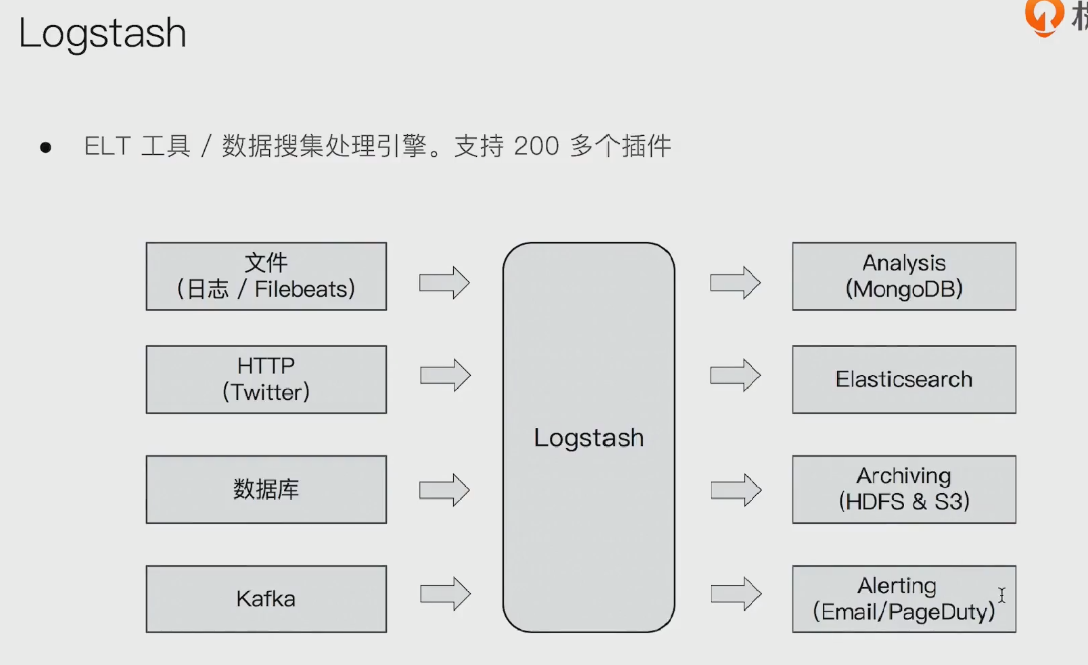 Logstash
ELT 工具 / 数据搜集处理引擎。支持 200 多个插件
文件
(日志 / Filebeats)
Analysis
(MongoDB)
HTTP
(Twitter)
Elasticsearch
Logstash
数据库
Archiving
(HDFS & S3)
Kafka
Alerting
(Email/PageDuty)